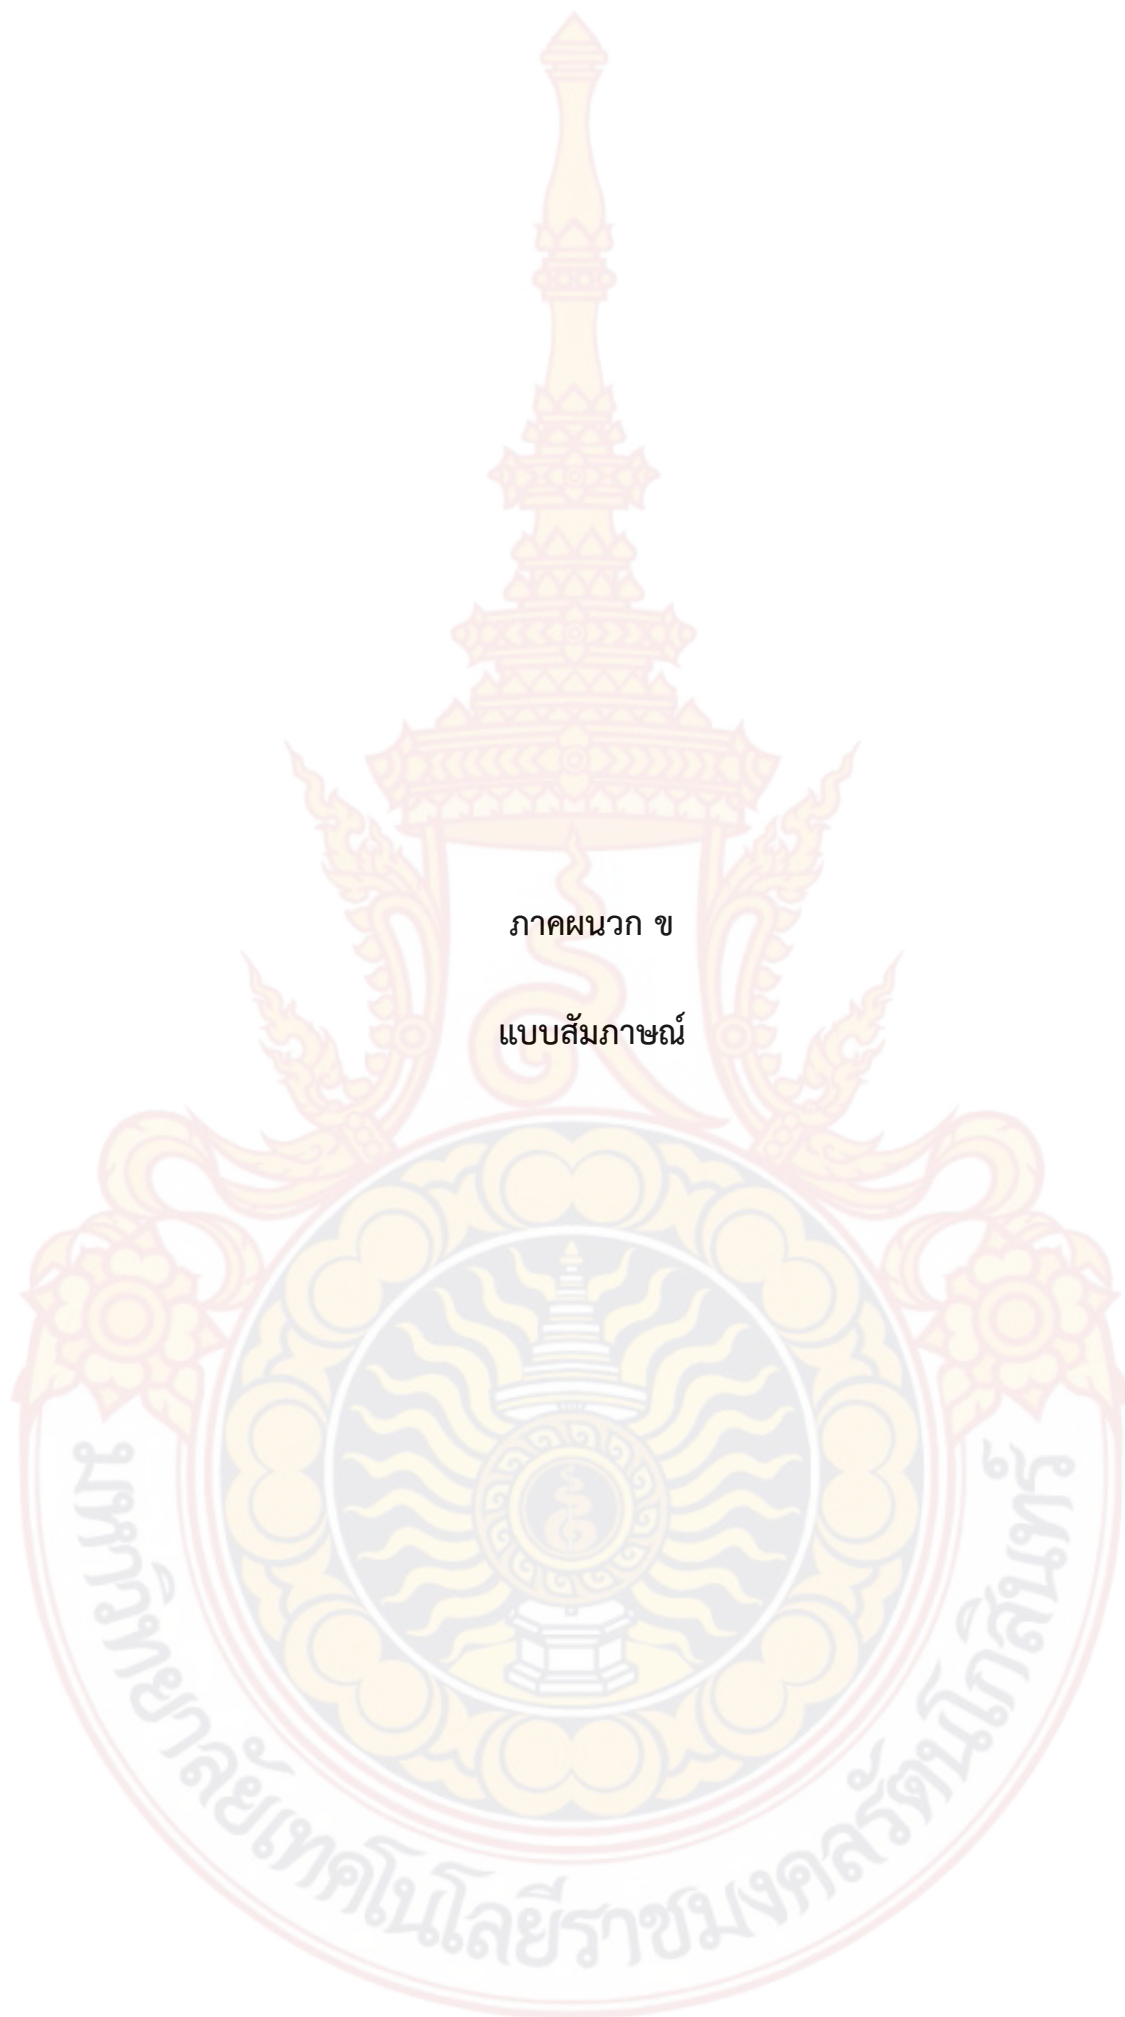 ภาคผนวก ข
แบบสัมภาษณ์
มหาวิทยาลัยเทคโนโลยีราชมงคลรัตนโกสินทร์